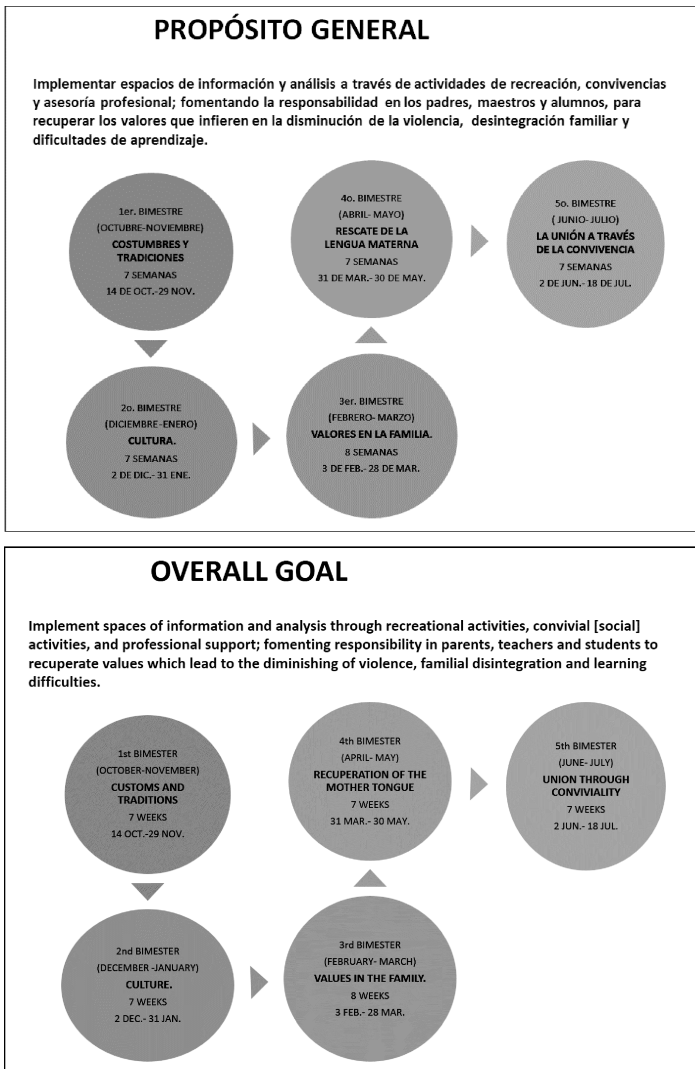 PROPÓSITO GENERAL
Implementar espacios de información y análisis a través de actividades de recreación, convivencias
y asesoría profesional; fomentando la responsabilidad en los padres, maestros y alumnos, para
recuperar los valores que infieren en la disminución de la violencia, desintegración familiar y
dificultades de aprendizaje.
1er. BIMESTRE
(OCTUBRE-NOVIEMBRE)
COSTUMBRES Y
TRADICIONES
7 SEMANAS
14 DE OCT.-29 NOV.
2o. BIMESTRE
(DICIEMBRE -ENERO)
CULTURA.
7 SEMANAS
2 DE DIC.- 31 ENE.
3er. BIMESTRE
(FEBRERO- MARZO)
VALORES EN LA FAMILIA.
8 SEMANAS
3 DE FEB.- 28 DE MAR.
4o. BIMESTRE
(ABRIL- MAYO)
RESCATE DE LA
LENGUA MATERNA
7 SEMANAS
31 DE MAR.- 30 DE MAY.
5o. BIMESTRE
( JUNIO- JULIO)
LA UNIÓN A TRAVÉS
DE LA CONVIVENCIA
7 SEMANAS
2 DE JUN.- 18 DE JUL.
OVERALL GOAL
Implement spaces of information and analysis through recreational activities, convivial [social]
activities, and professional support; fomenting responsibility in parents, teachers and students to
recuperate values which lead to the diminishing of violence, familial disintegration and learning
difficulties.
1st BIMESTER
(OCTOBER-NOVEMBER)
CUSTOMS AND
TRADITIONS
7 WEEKS
14 OCT.-29 NOV.
2nd BIMESTER
(DECEMBER -JANUARY)
CULTURE.
7 WEEKS
2 DEC.- 31 JAN.
3rd BIMESTER
(FEBRUARY- MARCH)
VALUES IN THE FAMILY.
8 WEEKS
3 FEB.- 28 MAR.
4th BIMESTER
(APRIL- MAY)
RECUPERATION OF THE
MOTHER TONGUE
7 WEEKS
31 MAR.- 30 MAY.
5th BIMESTER
(JUNE- JULY)
UNION THROUGH
CONVIVIALITY
7 WEEKS
2 JUN.- 18 JUL.